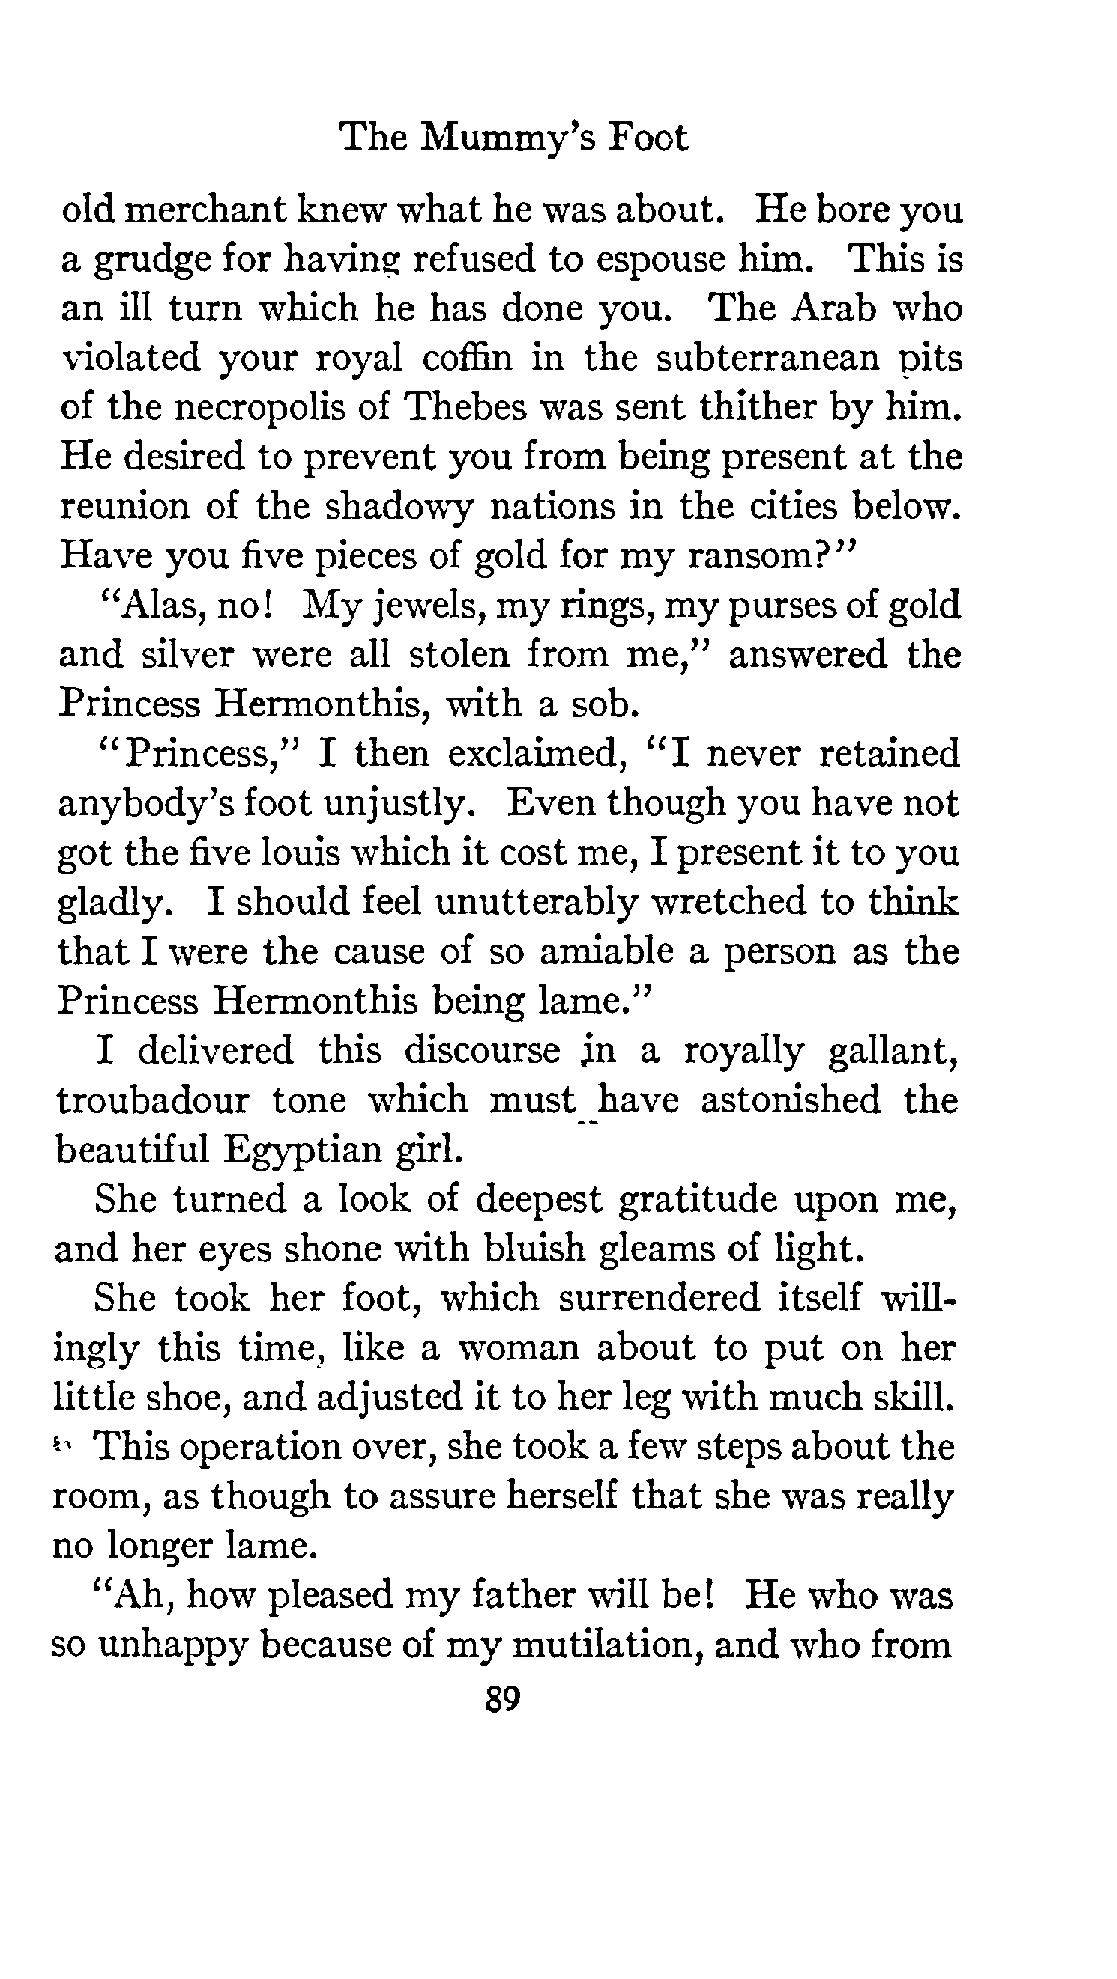 The Mummy's Foot
old merchant knew what he was about. He bore you
a grudge for having refused to espouse him. This is
an ill turn which he has done you. The Arab who
violated your royal coffin in the subterranean pits
of the necropolis of Thebes was sent thither by him.
He desired to prevent you from being present at the
reunion of the shadowy nations in the cities below.
Have you five pieces of gold for my ransom?"
"Alas, no! My jewels, my rings, my purses of gold
and silver were all stolen from me," answered the
Princess Hermonthis, with a sob.
"Princess," I then exclaimed, "I never retained
anybody's foot unjustly. Even though you have not
got the five louis which it cost me, I present it to you
gladly. I should feel unutterably wretched to think
that I were the cause of so amiable a person as the
Princess Hermonthis being lame."
I delivered this discourse in a royally gallant,
troubadour tone which must have astonished the
beautiful Egyptian girl.
She turned a look of deepest gratitude upon me,
and her eyes shone with bluish gleams of light.
She took her foot, which surrendered itself will-
ingly this time, like a woman about to put on her
little shoe, and adjusted it to her leg with much skill.
This operation over, she took a few steps about the
room, as though to assure herself that she was really
no longer lame.
"Ah, how pleased my father will be! He who was
so unhappy because of my mutilation, and who from
89